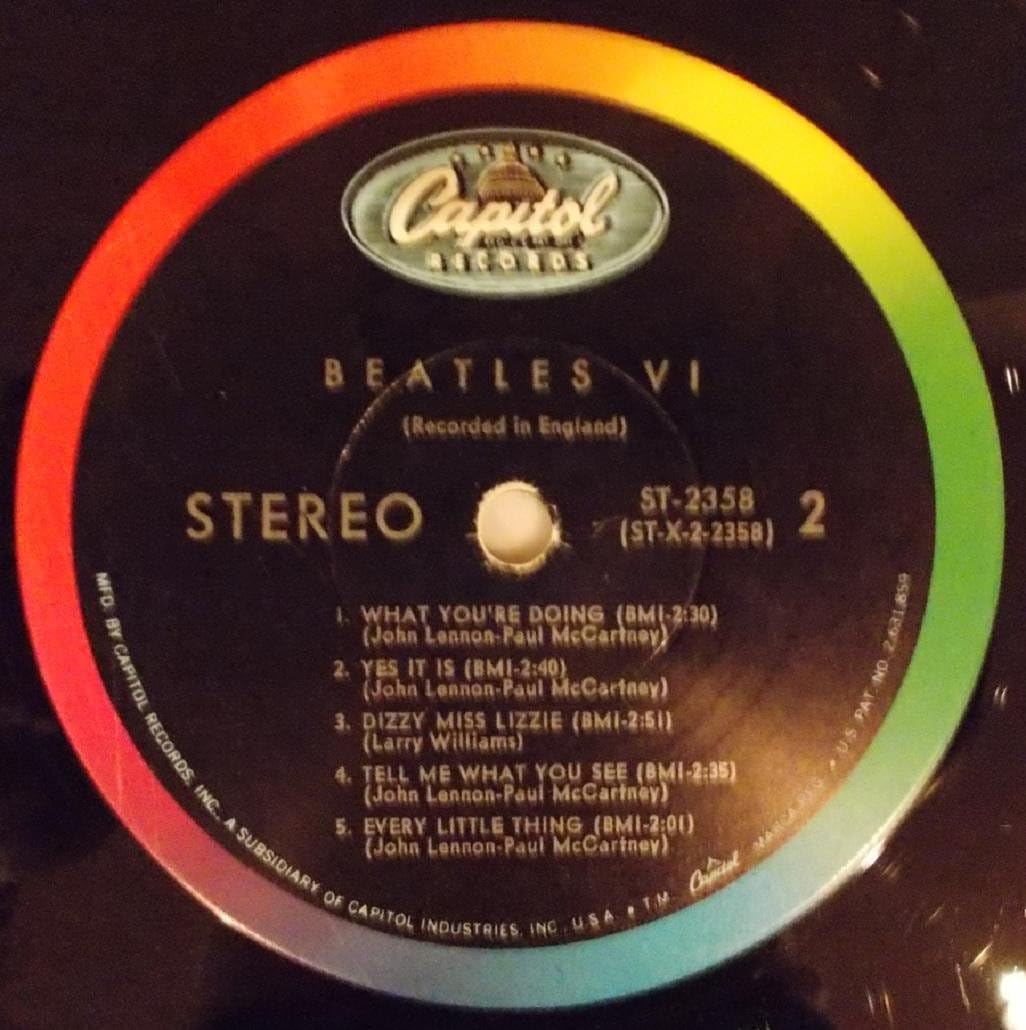 Capitol
RECORDS
BEATLES VI
(Recorded in England)
STEREO
ST-2358
(ST-X-2-2358)
2
1. WHAT YOU'RE DOING (BMI-2:30)
(John Lennon-Paul McCartney)
2. YES IT IS (BMI-2:40)
(John Lennon-Paul McCartney)
3. DIZZY MISS LIZZIE (BMI-2:51)
(Larry Williams)
4. TELL ME WHAT YOU SEE (BMI-2:35)
(John Lennon-Paul McCartney)
5. EVERY LITTLE THING (BMI-2:01)
(John Lennon-Paul McCartney)
MFD. BY CAPITOL RECORDS, INC., A SUBSIDIARY OF CAPITOL INDUSTRIES, INC., U.S.A. • T.M. Capitol MARCA REG. • U.S. PAT. NO. 2,631,859